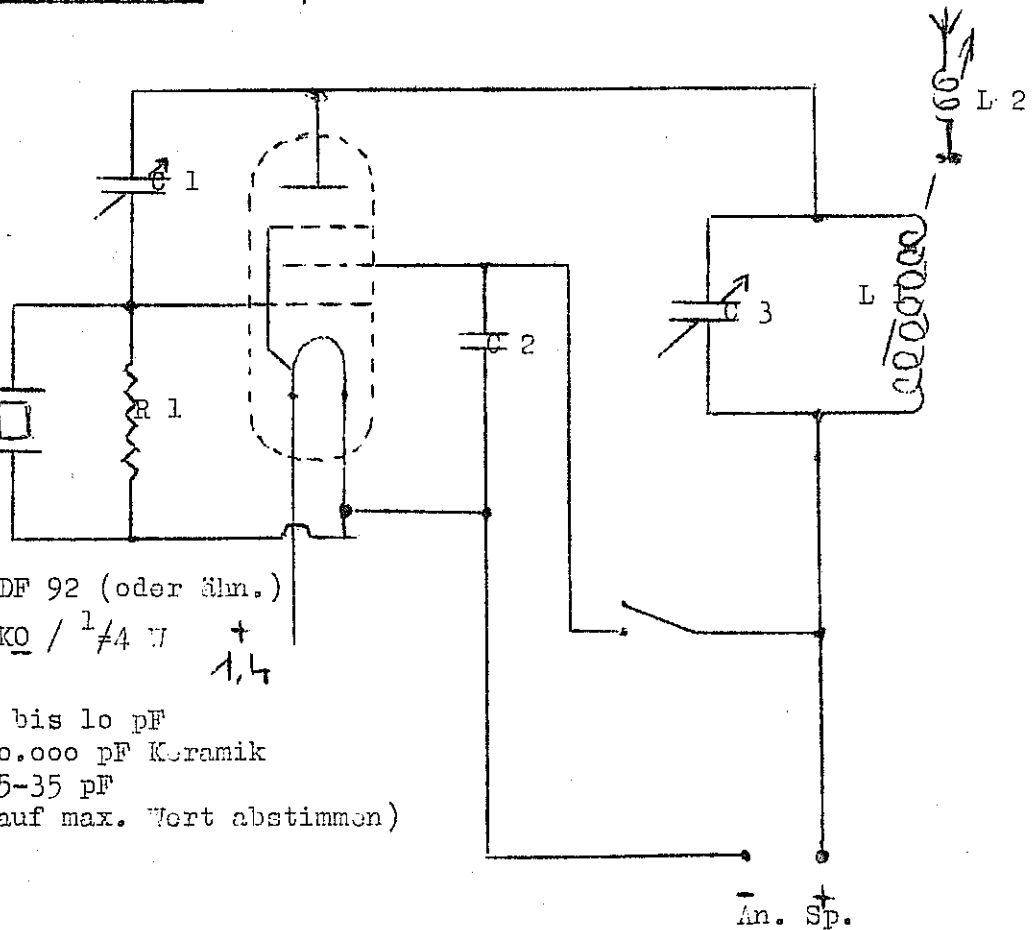 L 2
C 1
L 1
C 3
C 2
R 1
DF 92 (oder ähn.)
KΩ / 1/4 W
+
1,4
bis lo pF
o.ooo pF Keramik
5-35 pF
auf max. Wert abstimmen)
- +
An. Sp.